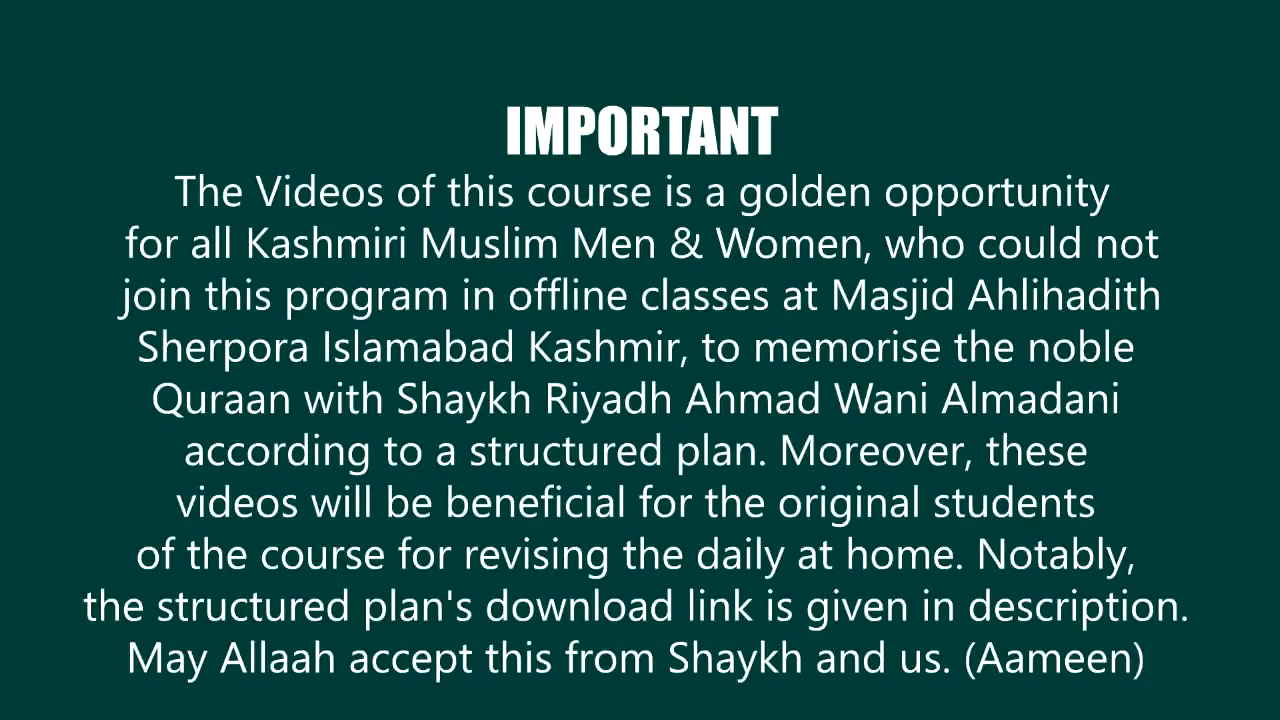 IMPORTANT
The Videos of this course is a golden opportunity
for all Kashmiri Muslim Men & Women, who could not
join this program in offline classes at Masjid Ahlihadith
Sherpora Islamabad Kashmir, to memorise the noble
Quraan with Shaykh Riyadh Ahmad Wani Almadani
according to a structured plan. Moreover, these
videos will be beneficial for the original students
of the course for revising the daily at home. Notably,
the structured plan's download link is given in description.
May Allaah accept this from Shaykh and us. (Aameen)